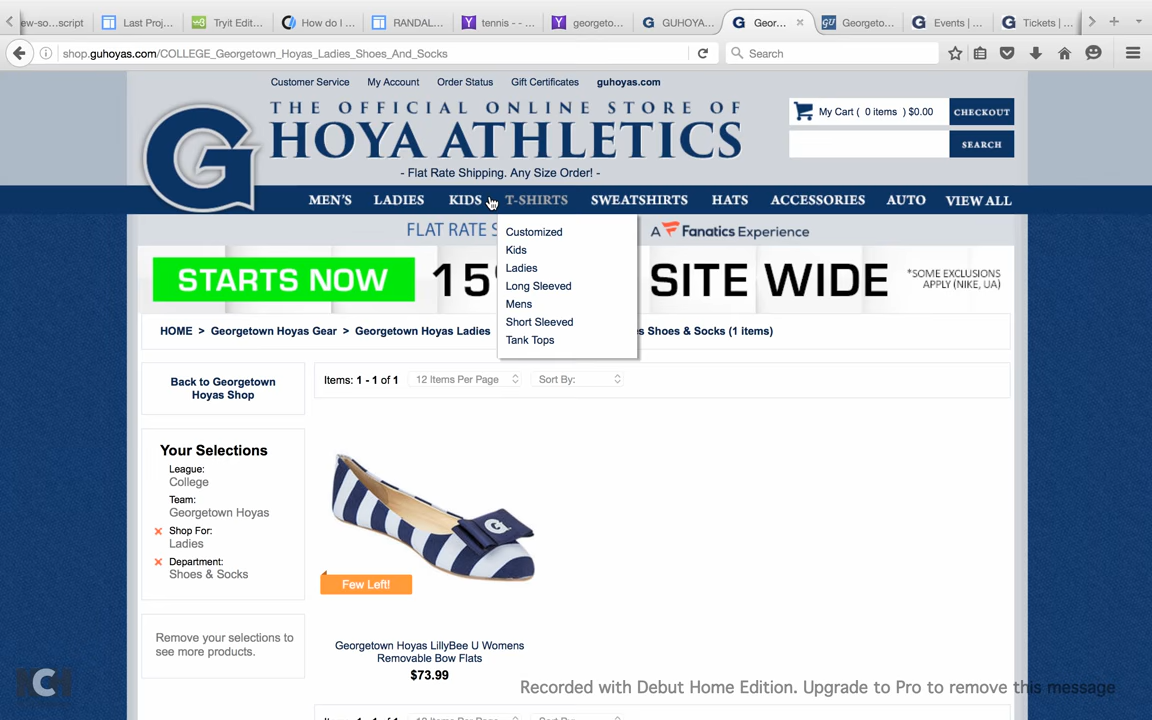 ew-so....script
Last Proj...
Tryit Edit...
How do I ...
RANDAL...
tennis - - ...
georgeto...
GUHOYA...
Geor...
Georgeto...
Events | ...
Tickets | ...
shop.guhoyas.com/COLLEGE_Georgetown_Hoyas_Ladies_Shoes_And_Socks
Search
Customer Service
My Account
Order Status
Gift Certificates
guhoyas.com
THE OFFICIAL ONLINE STORE OF
HOYA ATHLETICS
- Flat Rate Shipping. Any Size Order! -
G
My Cart ( 0 items ) $0.00
CHECKOUT
SEARCH
MEN'S
LADIES
KIDS
T-SHIRTS
SWEATSHIRTS
HATS
ACCESSORIES
AUTO
VIEW ALL
FLAT RATE
A Fanatics Experience
Customized
Kids
Ladies
Long Sleeved
Mens
Short Sleeved
Tank Tops
STARTS NOW
SITE WIDE
*SOME EXCLUSIONS
APPLY (NIKE, UA)
HOME > Georgetown Hoyas Gear > Georgetown Hoyas Ladies
Shoes & Socks (1 items)
Back to Georgetown
Hoyas Shop
Items: 1 - 1 of 1
12 Items Per Page
Sort By:
Your Selections
League:
College
Team:
Georgetown Hoyas
Shop For:
Ladies
Department:
Shoes & Socks
Remove your selections to
see more products.
G
Few Left!
Georgetown Hoyas LillyBee U Womens
Removable Bow Flats
$73.99
NCH
Recorded with Debut Home Edition. Upgrade to Pro to remove this message